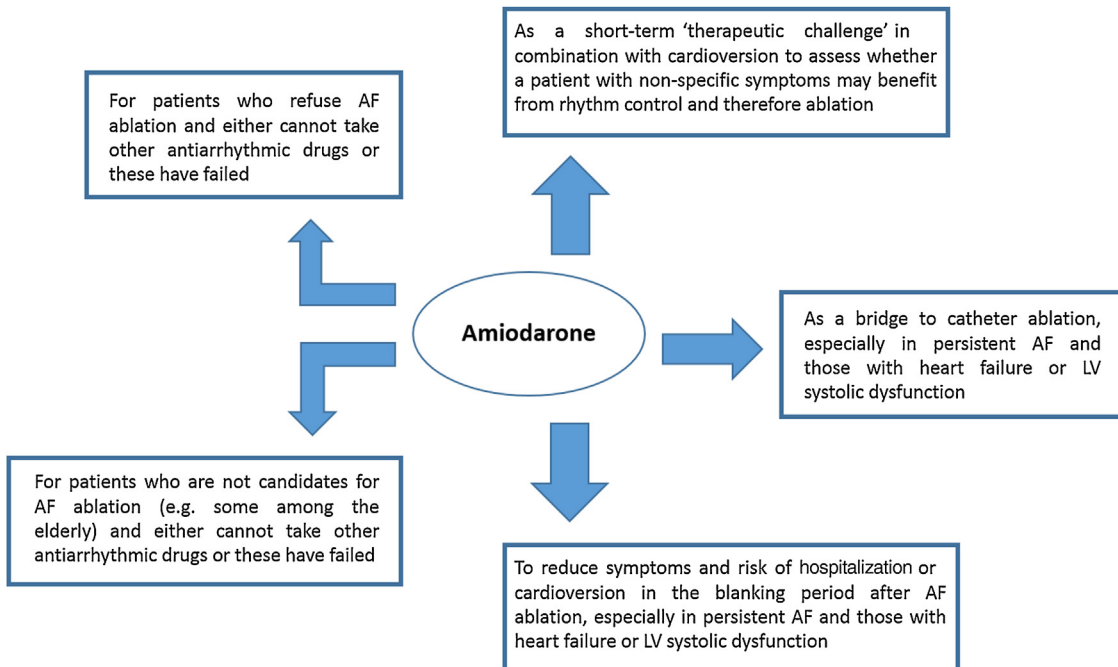 As a short-term ‘therapeutic challenge’ in
combination with cardioversion to assess whether
a patient with non-specific symptoms may benefit
from rhythm control and therefore ablation
For patients who refuse AF
ablation and either cannot take
other antiarrhythmic drugs or
these have failed
Amiodarone
As a bridge to catheter ablation,
especially in persistent AF and
those with heart failure or LV
systolic dysfunction
For patients who are not candidates for
AF ablation (e.g. some among the
elderly) and either cannot take other
antiarrhythmic drugs or these have failed
To reduce symptoms and risk of hospitalization or
cardioversion in the blanking period after AF
ablation, especially in persistent AF and those with
heart failure or LV systolic dysfunction